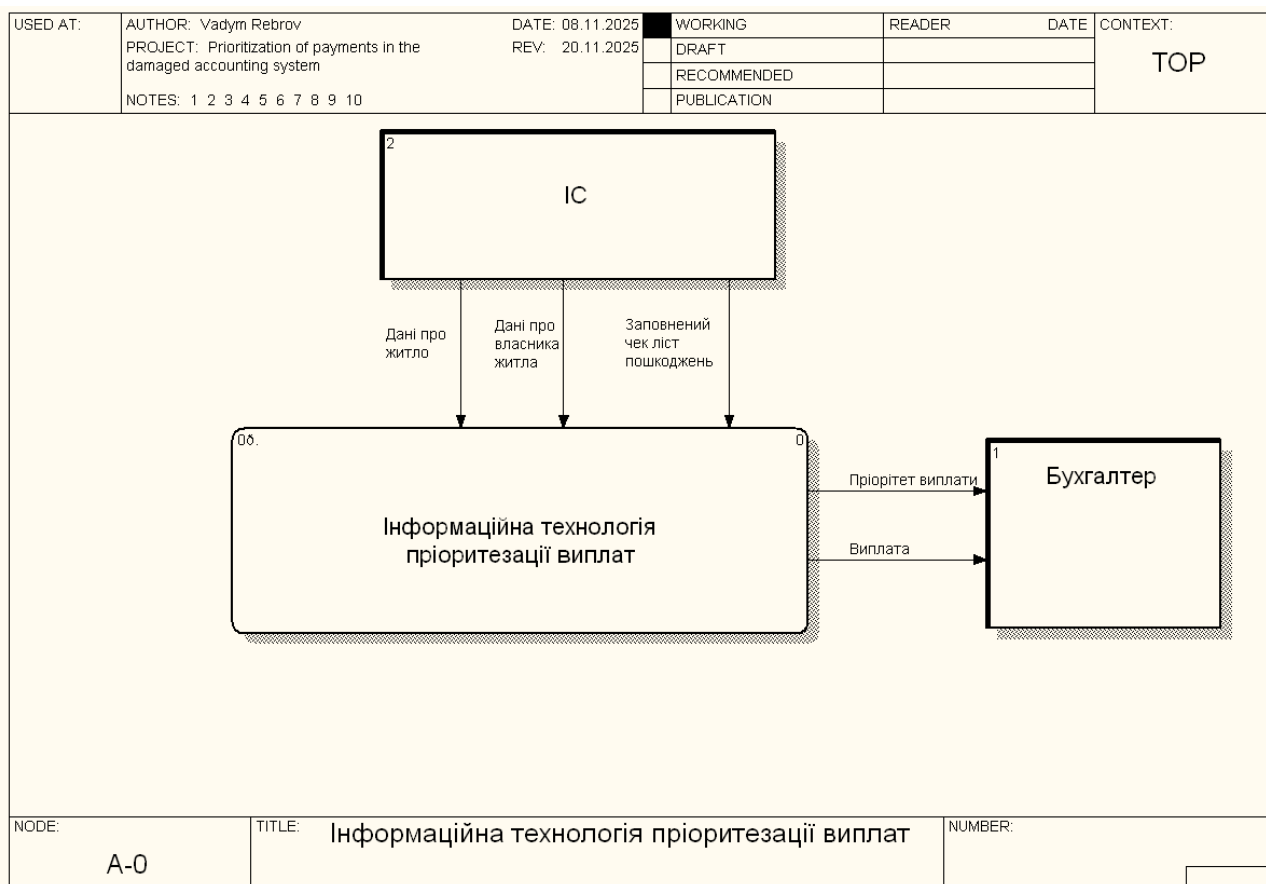 USED AT:
AUTHOR: Vadym Rebrov
DATE: 08.11.2025
PROJECT: Prioritization of payments in the
damaged accounting system
REV: 20.11.2025
NOTES: 1 2 3 4 5 6 7 8 9 10
WORKING
DRAFT
RECOMMENDED
PUBLICATION
READER
DATE
CONTEXT:
TOP
2
ІС
Дані про
житло
Дані про
власника
житла
Заповнений
чек ліст
пошкоджень
0ð.
0
Інформаційна технологія
пріоритезації виплат
Пріорітет виплати
Виплата
1
Бухгалтер
NODE:
A-0
TITLE:
Інформаційна технологія пріоритезації виплат
NUMBER: